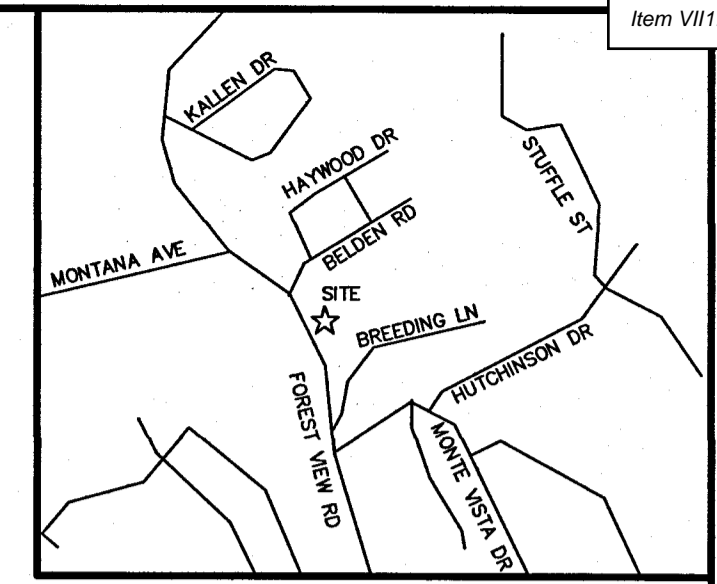 Item VII1
KALLEN DR
HAYWOOD DR
STUFFLE ST
BELDEN RD
MONTANA AVE
SITE
BREEDING LN
HUTCHINSON DR
FOREST VIEW RD
MONTE VISTA DR